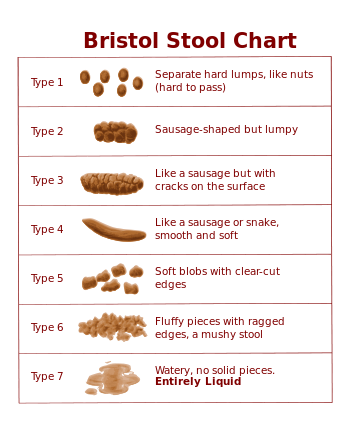 Bristol Stool Chart
Type 1
Separate hard lumps, like nuts
(hard to pass)
Type 2
Sausage-shaped but lumpy
Type 3
Like a sausage but with
cracks on the surface
Type 4
Like a sausage or snake,
smooth and soft
Type 5
Soft blobs with clear-cut
edges
Type 6
Fluffy pieces with ragged
edges, a mushy stool
Type 7
Watery, no solid pieces.
Entirely Liquid